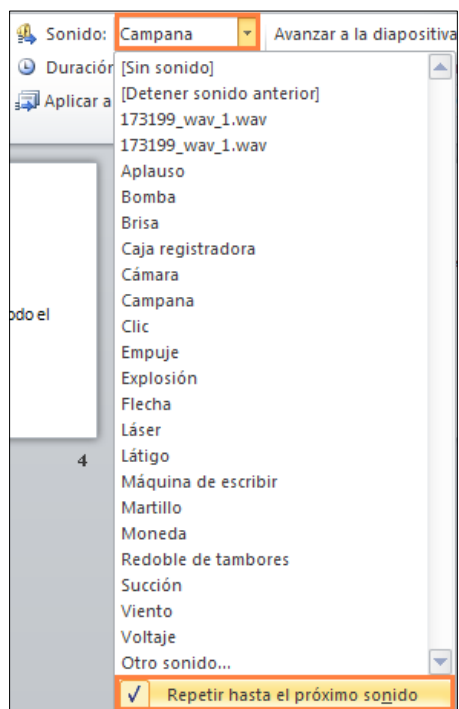 Sonido: Campana Avanzar a la diapositiva
Duración
Aplicar a
[Sin sonido]
[Detener sonido anterior]
173199_wav_1.wav
173199_wav_1.wav
Aplauso
Bomba
Brisa
Caja registradora
Cámara
Campana
Clic
Empuje
Explosión
Flecha
Láser
Látigo
Máquina de escribir
Martillo
Moneda
Redoble de tambores
Succión
Viento
Voltaje
Otro sonido...
Repetir hasta el próximo sonido
odo el
4